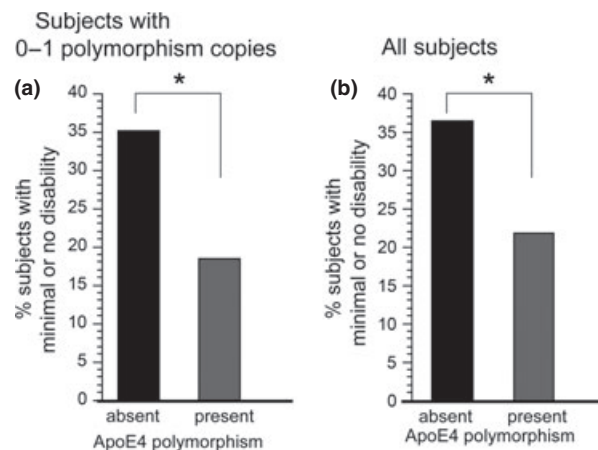 Subjects with
0–1 polymorphism copies
(a)
*
% subjects with
minimal or no disability
40
35
30
25
20
15
10
5
0
absent present
ApoE4 polymorphism
All subjects
(b)
*
% subjects with
minimal or no disability
40
35
30
25
20
15
10
5
0
absent present
ApoE4 polymorphism